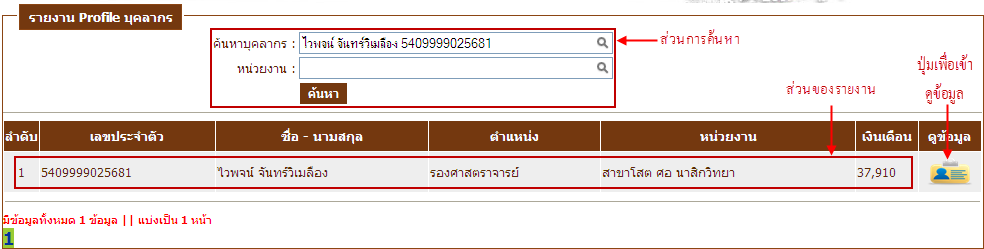 รายงาน Profile บุคลากร
ค้นหาบุคลากร : ไวพจน์ จันทร์วิเมลือง 5409999025681
ส่วนการค้นหา
หน่วยงาน :
ปุ่มเพื่อเข้า
ดูข้อมูล
ค้นหา
ส่วนของรายงาน
ลำดับ เลขประจำตัว ชื่อ - นามสกุล ตำแหน่ง หน่วยงาน เงินเดือน ดูข้อมูล
1 5409999025681 ไวพจน์ จันทร์วิเมลือง รองศาสตราจารย์ สาขาโสต ศอ นาสิกวิทยา 37,910
มีข้อมูลทั้งหมด 1 ข้อมูล || แบ่งเป็น 1 หน้า
1